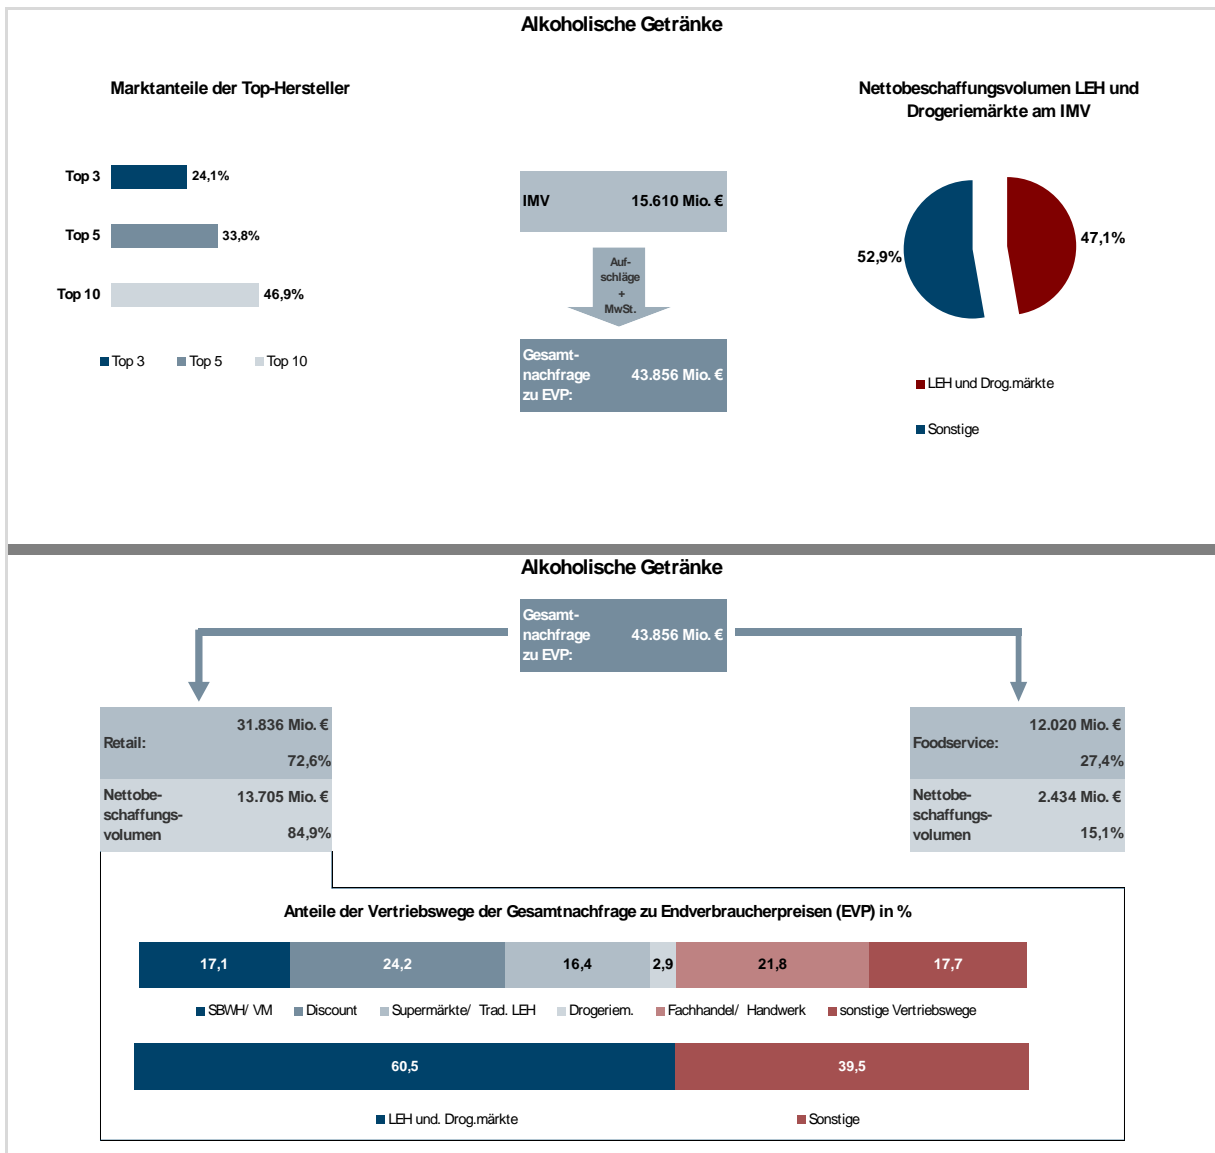 Alkoholische Getränke
Marktanteile der Top-Hersteller
Top 3
24,1%
Top 5
33,8%
Top 10
46,9%
Top 3
Top 5
Top 10
IMV
15.610 Mio. €
Auf-
schläge
+
MwSt.
Gesamt-
nachfrage
zu EVP:
43.856 Mio. €
Nettobeschaffungsvolumen LEH und
Drogeriemärkte am IMV
52,9%
47,1%
LEH und Drog.märkte
Sonstige
Alkoholische Getränke
Gesamt-
nachfrage
zu EVP:
43.856 Mio. €
Retail:
31.836 Mio. €
72,6%
Nettobe-
schaffungs-
volumen
13.705 Mio. €
84,9%
Foodservice:
12.020 Mio. €
27,4%
Nettobe-
schaffungs-
volumen
2.434 Mio. €
15,1%
Anteile der Vertriebswege der Gesamtnachfrage zu Endverbraucherpreisen (EVP) in %
17,1 24,2 16,4 2,9 21,8 17,7
SBWH/ VM Discount Supermärkte/ Trad. LEH Drogeriem. Fachhandel/ Handwerk sonstige Vertriebswege
60,5 39,5
LEH und. Drog.märkte Sonstige